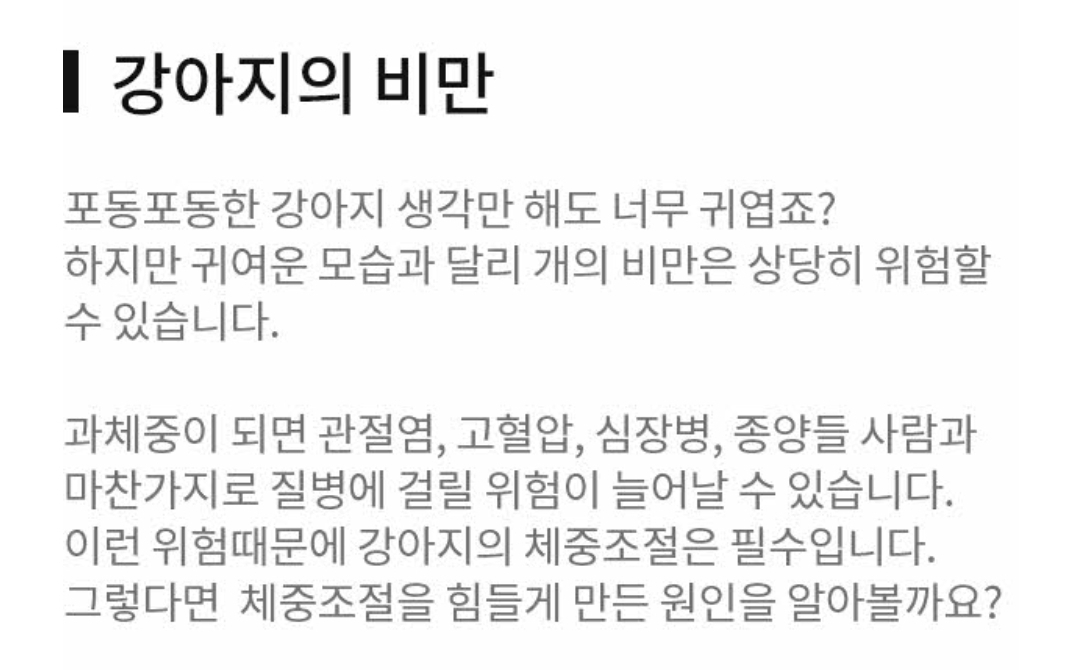 강아지의 비만
포동포동한 강아지 생각만 해도 너무 귀엽죠?
하지만 귀여운 모습과 달리 개의 비만은 상당히 위험할
수 있습니다.
과체중이 되면 관절염, 고혈압, 심장병, 종양들 사람과
마찬가지로 질병에 걸릴 위험이 늘어날 수 있습니다.
이런 위험때문에 강아지의 체중조절은 필수입니다.
그렇다면 체중조절을 힘들게 만든 원인을 알아볼까요?